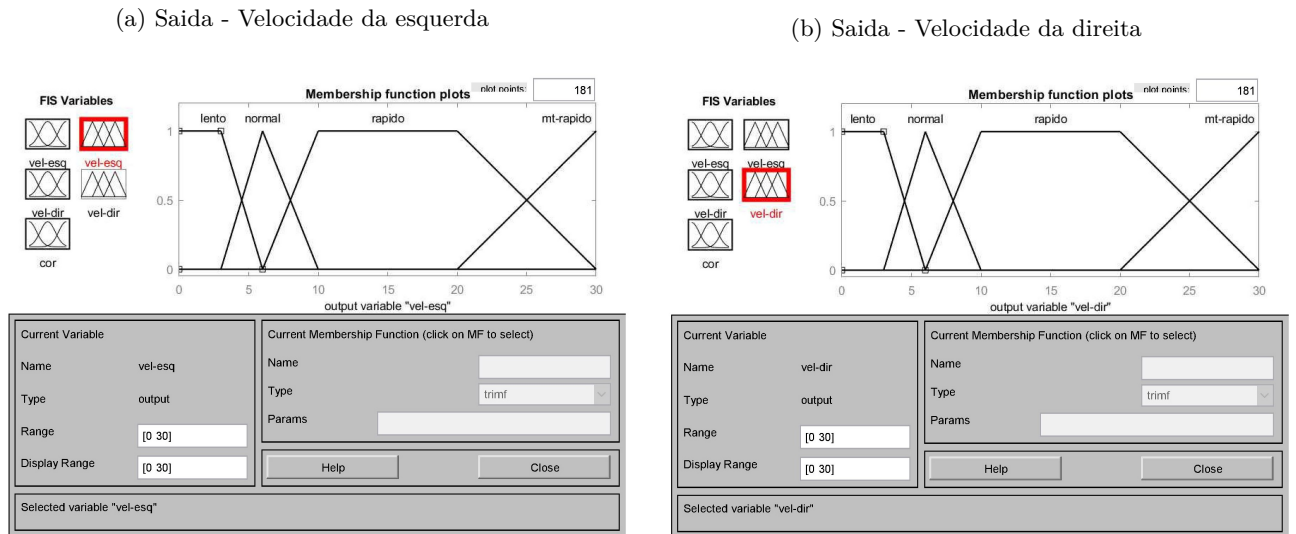 (a) Saida - Velocidade da esquerda
FIS Variables
vel-esq
vel-esq
vel-dir
vel-dir
cor
Membership function plots
plot points:
181
lento
normal
rapido
mt-rapido
1
0.5
0
0
5
10
15
20
25
30
output variable "vel-esq"
Current Variable
Name
vel-esq
Type
output
Range
[0 30]
Display Range
[0 30]
Current Membership Function (click on MF to select)
Name
Type
trimf
Params
Help
Close
Selected variable "vel-esq"
(b) Saida - Velocidade da direita
FIS Variables
vel-esq
vel-esq
vel-dir
vel-dir
cor
Membership function plots
plot points:
181
lento
normal
rapido
mt-rapido
1
0.5
0
0
5
10
15
20
25
30
output variable "vel-dir"
Current Variable
Name
vel-dir
Type
output
Range
[0 30]
Display Range
[0 30]
Current Membership Function (click on MF to select)
Name
Type
trimf
Params
Help
Close
Selected variable "vel-dir"